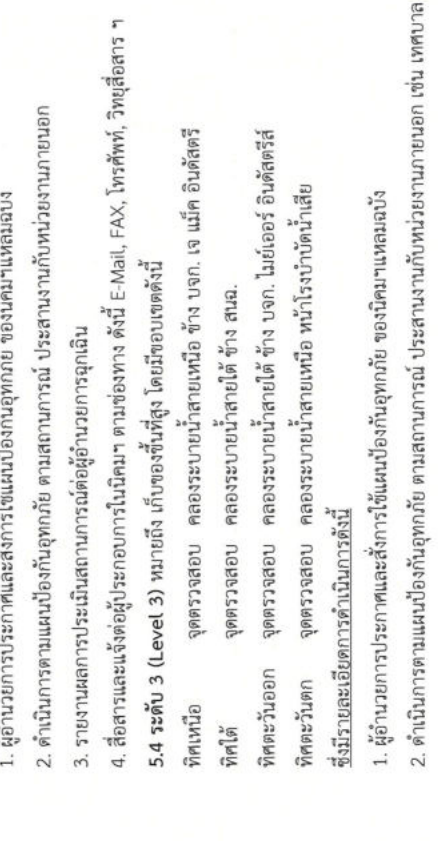 1. ผู้อำนวยการประกาศและสั่งการใช้แผนป้องกันอุทกภัย ของนิคมฯแหลมฉบัง
2. ดำเนินการตามแผนป้องกันอุทกภัย ตามสถานการณ์ ประสานงานกับหน่วยงานภายนอก
3. รายงานผลการประเมินสถานการณ์ต่อผู้อำนวยการฉุกเฉิน
4. สื่อสารและแจ้งต่อผู้ประกอบการในนิคมฯ ตามช่องทาง ดังนี้ E-Mail, FAX, โทรศัพท์, วิทยุสื่อสาร ฯ
5.4 ระดับ 3 (Level 3) หมายถึง เก็บของขึ้นที่สูง โดยมีขอบเขตดังนี้
ทิศเหนือ จุดตรวจสอบ คลองระบายน้ำสายเหนือ ข้าง บจก. เจ แม็ค อินดัสตรี
ทิศใต้ จุดตรวจสอบ คลองระบายน้ำสายใต้ ข้าง สนฉ.
ทิศตะวันออก จุดตรวจสอบ คลองระบายน้ำสายใต้ ข้าง บจก. ไมย์เออร์ อินดัสตรีส์
ทิศตะวันตก จุดตรวจสอบ คลองระบายน้ำสายเหนือ หน้าโรงบำบัดน้ำเสีย
ซึ่งมีรายละเอียดการดำเนินการดังนี้
1. ผู้อำนวยการประกาศและสั่งการใช้แผนป้องกันอุทกภัย ของนิคมฯแหลมฉบัง
2. ดำเนินการตามแผนป้องกันอุทกภัย ตามสถานการณ์ ประสานงานกับหน่วยงานภายนอก เช่น เทศบาล